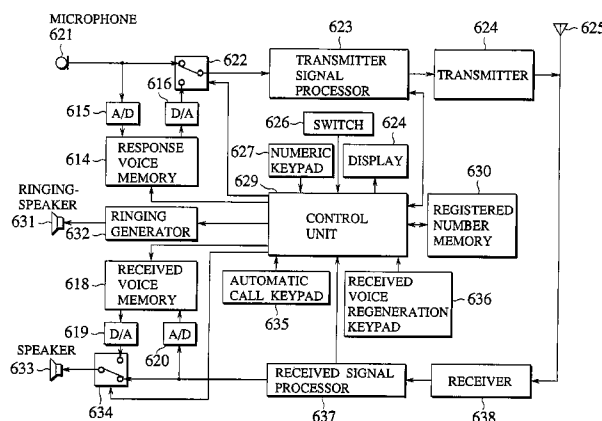 MICROPHONE
621
622
623
624
625
TRANSMITTER
SIGNAL
PROCESSOR
TRANSMITTER
616
615
A/D
D/A
626
SWITCH
624
614
RESPONSE
VOICE
MEMORY
627
NUMERIC
KEYPAD
DISPLAY
629
630
RINGING-
SPEAKER
631
632
RINGING
GENERATOR
CONTROL
UNIT
REGISTERED
NUMBER
MEMORY
618
RECEIVED
VOICE
MEMORY
AUTOMATIC
CALL KEYPAD
635
RECEIVED
VOICE
REGENERATION
KEYPAD
636
619
D/A
A/D
620
SPEAKER
633
634
RECEIVED SIGNAL
PROCESSOR
637
RECEIVER
638